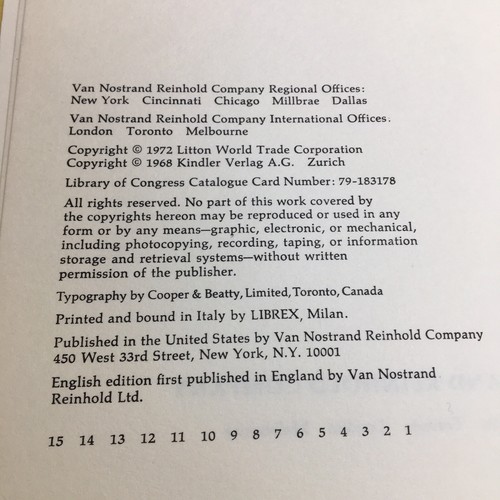 Van Nostrand Reinhold Company Regional Offices:
New York Cincinnati Chicago Millbrae Dallas
Van Nostrand Reinhold Company International Offices.
London Toronto Melbourne
Copyright © 1972 Litton World Trade Corporation
Copyright © 1968 Kindler Verlag A.G. Zurich
Library of Congress Catalogue Card Number: 79-183178
All rights reserved. No part of this work covered by
the copyrights hereon may be reproduced or used in any
form or by any means—graphic, electronic, or mechanical,
including photocopying, recording, taping, or information
storage and retrieval systems—without written
permission of the publisher.
Typography by Cooper & Beatty, Limited, Toronto, Canada
Printed and bound in Italy by LIBREX, Milan.
Published in the United States by Van Nostrand Reinhold Company
450 West 33rd Street, New York, N.Y. 10001
English edition first published in England by Van Nostrand
Reinhold Ltd.
15 14 13 12 11 10 9 8 7 6 5 4 3 2 1